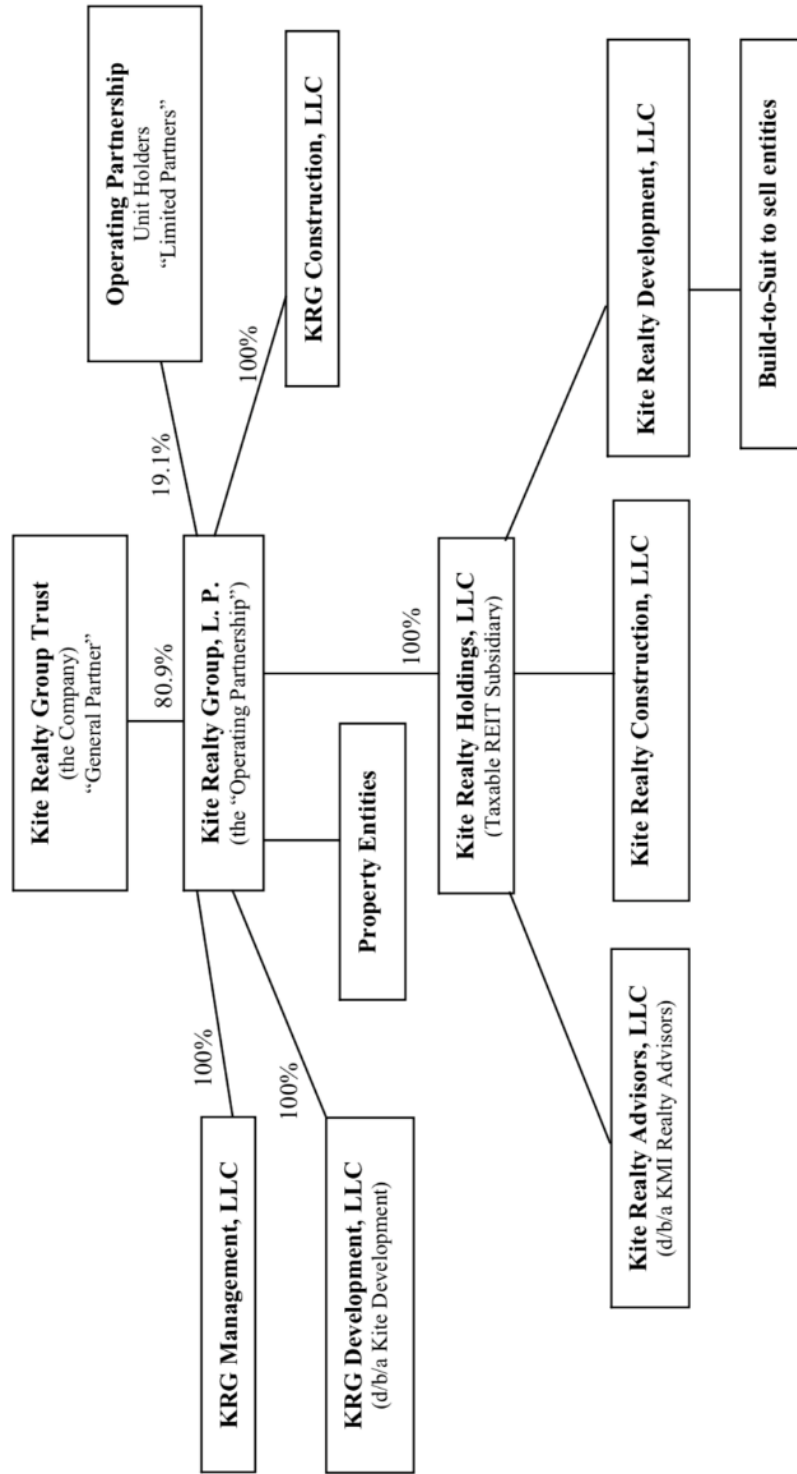 Kite Realty Group Trust
(the Company)
“General Partner”
Operating Partnership
Unit Holders
“Limited Partners”
80.9%
19.1%
Kite Realty Group, L. P.
(the “Operating Partnership”)
100%
KRG Management, LLC
100%
KRG Construction, LLC
100%
KRG Development, LLC
(d/b/a Kite Development)
Property Entities
100%
Kite Realty Holdings, LLC
(Taxable REIT Subsidiary)
Kite Realty Advisors, LLC
(d/b/a KMI Realty Advisors)
Kite Realty Construction, LLC
Kite Realty Development, LLC
Build-to-Suit to sell entities